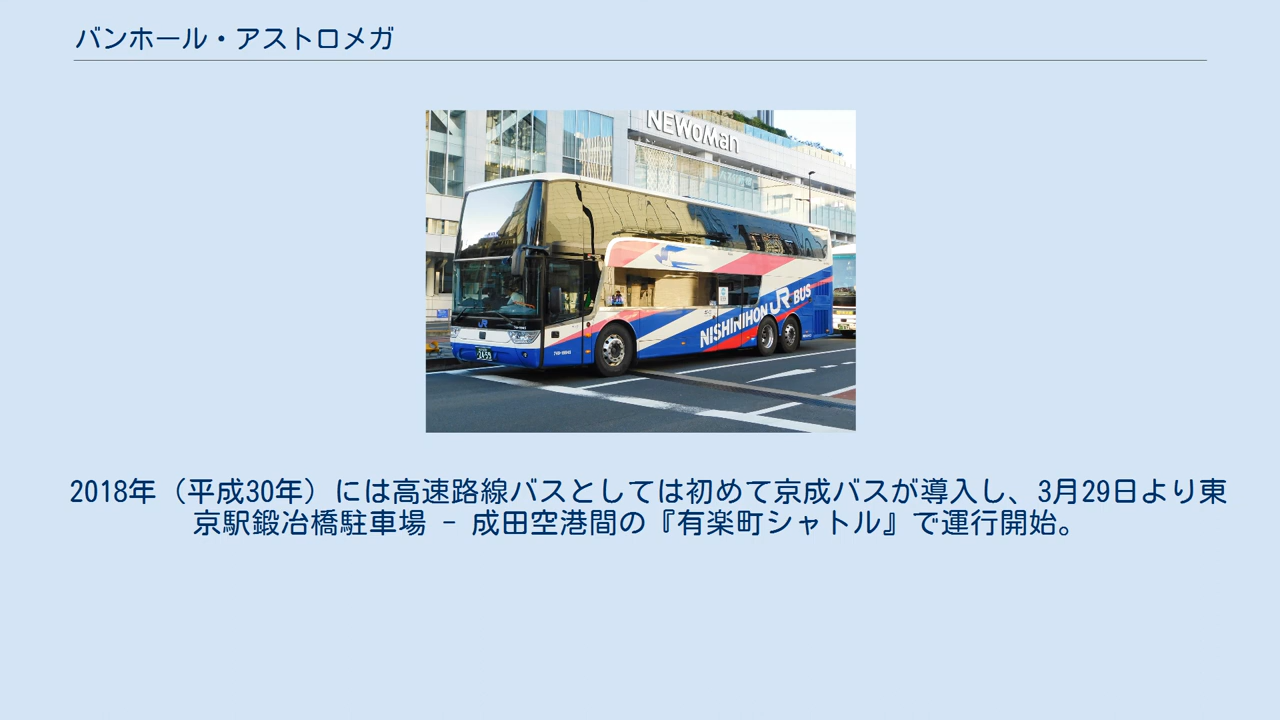 バンホール・アストロメガ
NEWoMan
NISHINIHON JR BUS
JR
2018年（平成30年）には高速路線バスとしては初めて京成バスが導入し、3月29日より東
京駅鍛冶橋駐車場 – 成田空港間の『有楽町シャトル』で運行開始。